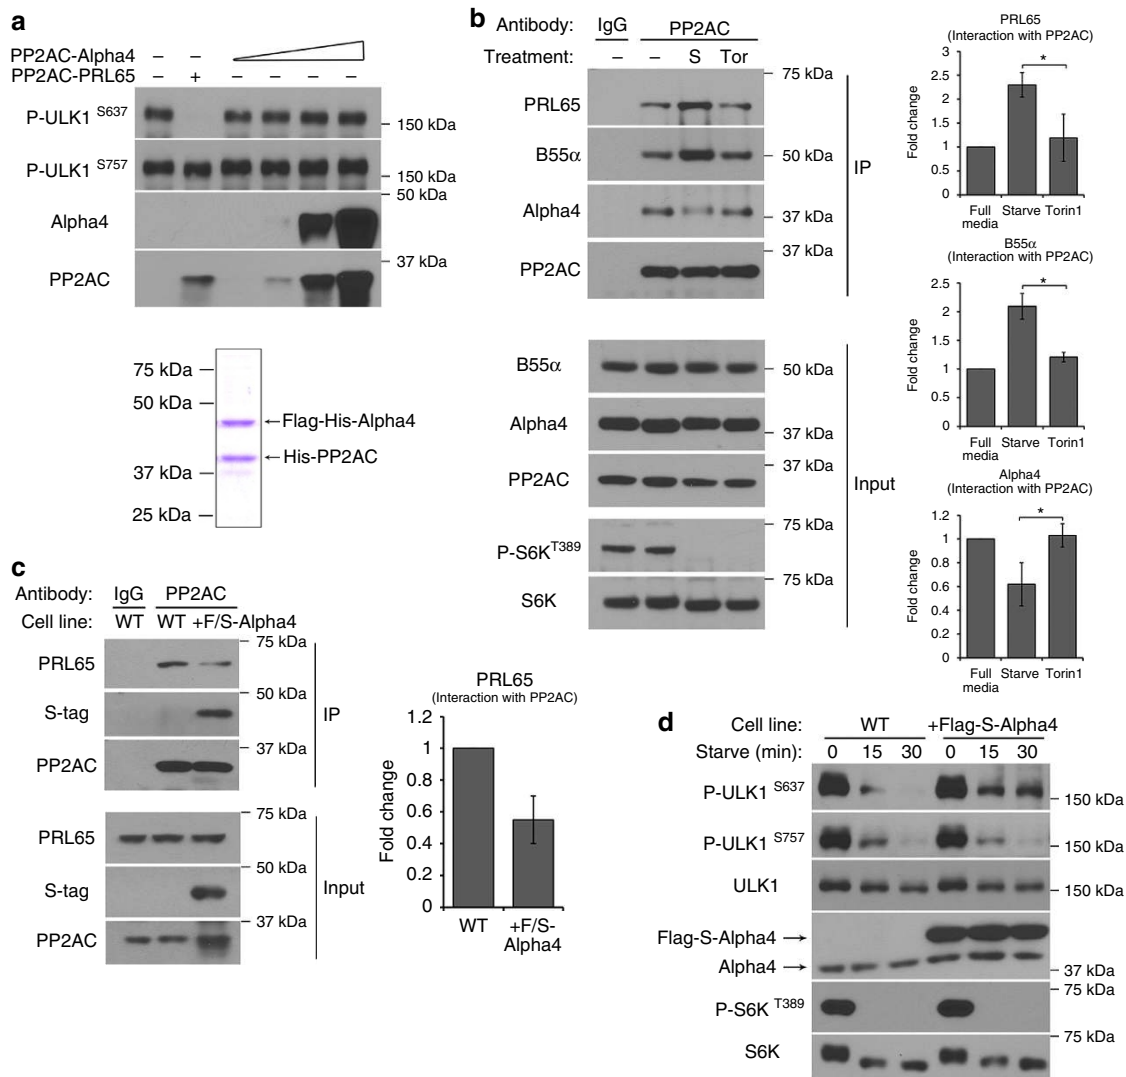 a
PP2AC-Alpha4 –  –
PP2AC-PRL65 –  +  –  –  –  –
P-ULK1 S637
150 kDa
P-ULK1 S757
150 kDa
50 kDa
Alpha4
37 kDa
PP2AC
75 kDa
50 kDa
Flag-His-Alpha4
His-PP2AC
37 kDa
25 kDa
b
Antibody: IgG PP2AC
Treatment: – – S Tor
75 kDa
PRL65
B55α
50 kDa
Alpha4
37 kDa
37 kDa
PP2AC
IP
B55α
50 kDa
Alpha4
37 kDa
37 kDa
PP2AC
75 kDa
P-S6K T389
75 kDa
S6K
Input
PRL65
(Interaction with PP2AC)
Fold change
3
2.5
2
1.5
1
0.5
0
*
Full media Starve Torin1
B55α
(Interaction with PP2AC)
Fold change
2.5
2
1.5
1
0.5
0
*
Full media Starve Torin1
Alpha4
(Interaction with PP2AC)
Fold change
1.2
1
0.8
0.6
0.4
0.2
0
*
Full media Starve Torin1
c
Antibody: IgG PP2AC
Cell line: WT WT +F/S-Alpha4
75 kDa
PRL65
50 kDa
S-tag
37 kDa
PP2AC
IP
75 kDa
PRL65
50 kDa
S-tag
37 kDa
PP2AC
Input
PRL65
(Interaction with PP2AC)
Fold change
1.2
1
0.8
0.6
0.4
0.2
0
WT +F/S-
Alpha4
d
Cell line: WT +Flag-S-Alpha4
Starve (min): 0 15 30 0 15 30
P-ULK1 S637
150 kDa
P-ULK1 S757
150 kDa
ULK1
150 kDa
Flag-S-Alpha4
Alpha4
37 kDa
75 kDa
P-S6K T389
75 kDa
S6K